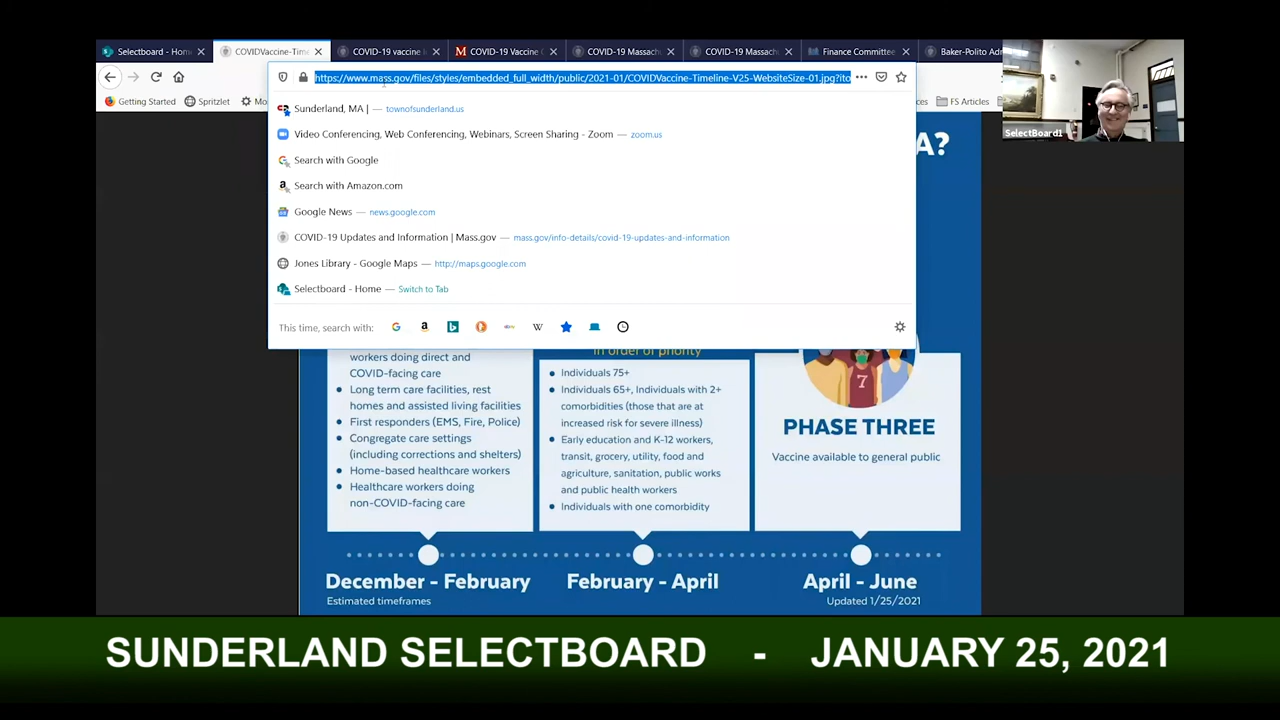 Selectboard - Hom
COVIDVaccine-Tim
COVID-19 vaccine l
COVID-19 Vaccine
COVID-19 Massach
COVID-19 Massach
Finance Committee
Baker-Polito Ad
https://www.mass.gov/files/styles/embedded_full_width/public/2021-01/COVIDVaccine-Timeline-V25-WebsiteSize-01.jpg?ito
Getting Started
Spritzlet
Mo
FS Articles
SelectBoard1
A?
Sunderland, MA | — townofsunderland.us
Video Conferencing, Web Conferencing, Webinars, Screen Sharing - Zoom — zoom.us
Search with Google
Search with Amazon.com
Google News — news.google.com
COVID-19 Updates and Information | Mass.gov — mass.gov/info-details/covid-19-updates-and-information
Jones Library - Google Maps — http://maps.google.com
Selectboard - Home — Switch to Tab
This time, search with:
workers doing direct and
COVID-facing care
• Long term care facilities, rest
homes and assisted living facilities
• First responders (EMS, Fire, Police)
• Congregate care settings
(including corrections and shelters)
• Home-based healthcare workers
• Healthcare workers doing
non-COVID-facing care
in order of priority
• Individuals 75+
• Individuals 65+, Individuals with 2+
comorbidities (those that are at
increased risk for severe illness)
• Early education and K-12 workers,
transit, grocery, utility, food and
agriculture, sanitation, public works
and public health workers
• Individuals with one comorbidity
7
PHASE THREE
Vaccine available to general public
December - February
Estimated timeframes
February - April
April - June
Updated 1/25/2021
SUNDERLAND SELECTBOARD - JANUARY 25, 2021